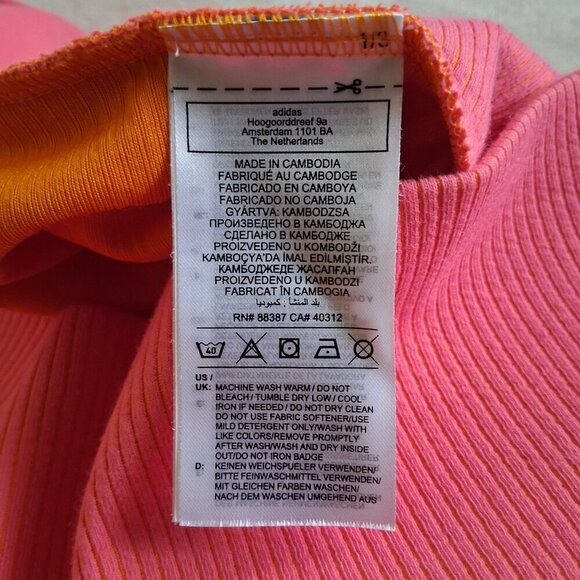 1/3
adidas
Hoogoorddreef 9a
Amsterdam 1101 BA
The Netherlands
MADE IN CAMBODIA
FABRIQUÉ AU CAMBODGE
FABRICADO EN CAMBOYA
FABRICADO NO CAMBOJA
GYÁRTVA: KAMBODZSA
ПРОИЗВЕДЕНО В КАМБОДЖА
СДЕЛАНО В КАМБОДЖЕ
PROIZVEDENO U KOMBODŽI
KAMBOÇYA'DA İMAL EDİLMİŞTİR.
КАМБОДЖЕДЕ ЖАСАЛҒАН
PROIZVEDENO U KAMBODZI
FABRICAT ÎN CAMBOGIA
بلد المنشأ : كمبوديا
RN# 88387 CA# 40312
40
US /
UK: MACHINE WASH WARM / DO NOT
BLEACH / TUMBLE DRY LOW / COOL
IRON IF NEEDED / DO NOT DRY CLEAN
DO NOT USE FABRIC SOFTENER/USE
MILD DETERGENT ONLY/WASH WITH
LIKE COLORS/REMOVE PROMPTLY
AFTER WASH/WASH AND DRY INSIDE
OUT/DO NOT IRON BADGE
D: KEINEN WEICHSPUELER VERWENDEN/
BITTE FEINWASCHMITTEL VERWENDEN/
MIT GLEICHEN FARBEN WASCHEN/
NACH DEM WASCHEN UMGEHEND AUS